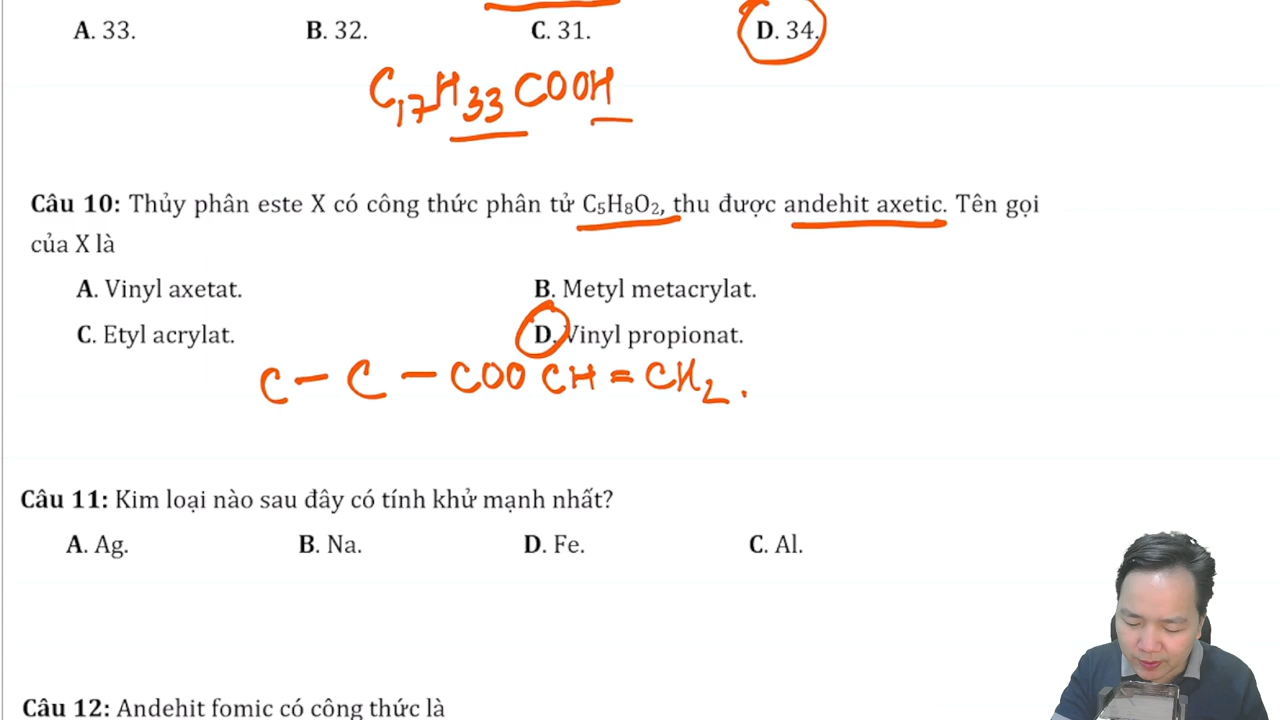 A. 33. B. 32. C. 31. D. 34.
C₁₇H₃₃COOH
Câu 10: Thủy phân este X có công thức phân tử C₅H₈O₂, thu được andehit axetic. Tên gọi
của X là
A. Vinyl axetat. B. Metyl metacrylat.
C. Etyl acrylat. D. Vinyl propionat.
C – C – COO CH = CH₂.
Câu 11: Kim loại nào sau đây có tính khử mạnh nhất?
A. Ag. B. Na. D. Fe. C. Al.
Câu 12: Andehit fomic có công thức là